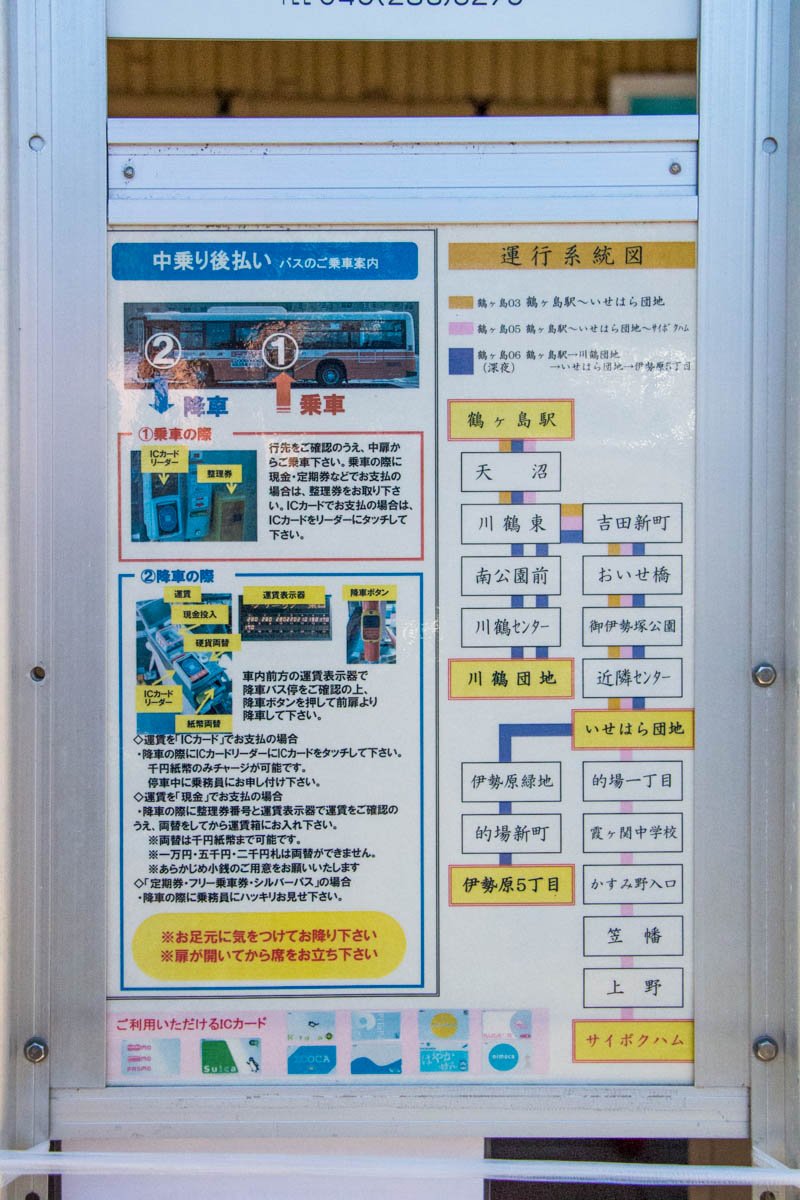 中乗り後払い バスのご乗車案内
② ①
降車 乗車
①乗車の際
ICカード
リーダー
整理券
行先をご確認のうえ、中扉か
らご乗車下さい。乗車の際に
現金・定期券などでお支払の
場合は、整理券をお取り下さ
い。ICカードでお支払の場合は、
ICカードをリーダーにタッチして
下さい。
②降車の際
運賃
現金投入
硬貨両替
ICカード
リーダー
紙幣両替
運賃表示器
降車ボタン
車内前方の運賃表示器で
降車バス停をご確認の上、
降車ボタンを押して前扉より
降車して下さい。
◇運賃を「ICカード」でお支払の場合
・降車の際にICカードリーダーにICカードをタッチして下さい。
千円紙幣のみチャージが可能です。
停車中に乗務員にお申し付け下さい。
◇運賃を「現金」でお支払の場合
・降車の際に整理券番号と運賃表示器で運賃をご確認の
うえ、両替をしてから運賃箱にお入れ下さい。
※両替は千円紙幣まで可能です。
※一万円・五千円・二千円札は両替ができません。
※あらかじめ小銭のご用意をお願いいたします
◇「定期券・フリー乗車券・シルバーパス」の場合
・降車の際に乗務員にハッキリお見せ下さい。
※お足元に気をつけてお降り下さい
※扉が開いてから席をお立ち下さい
ご利用いただけるICカード
PASMO
Suica
ICOCA
はやかけん
nimoca
運行系統図
鶴ヶ島03 鶴ヶ島駅～いせはら団地
鶴ヶ島05 鶴ヶ島駅～いせはら団地～サイボクハム
鶴ヶ島06 鶴ヶ島駅→川鶴団地
(深夜) →いせはら団地→伊勢原5丁目
鶴ヶ島駅
天沼
川鶴東
南公園前
川鶴センター
川鶴団地
吉田新町
おいせ橋
御伊勢塚公園
近隣センター
いせはら団地
伊勢原緑地
的場新町
伊勢原5丁目
的場一丁目
霞ヶ関中学校
かすみ野入口
笠幡
上野
サイボクハム